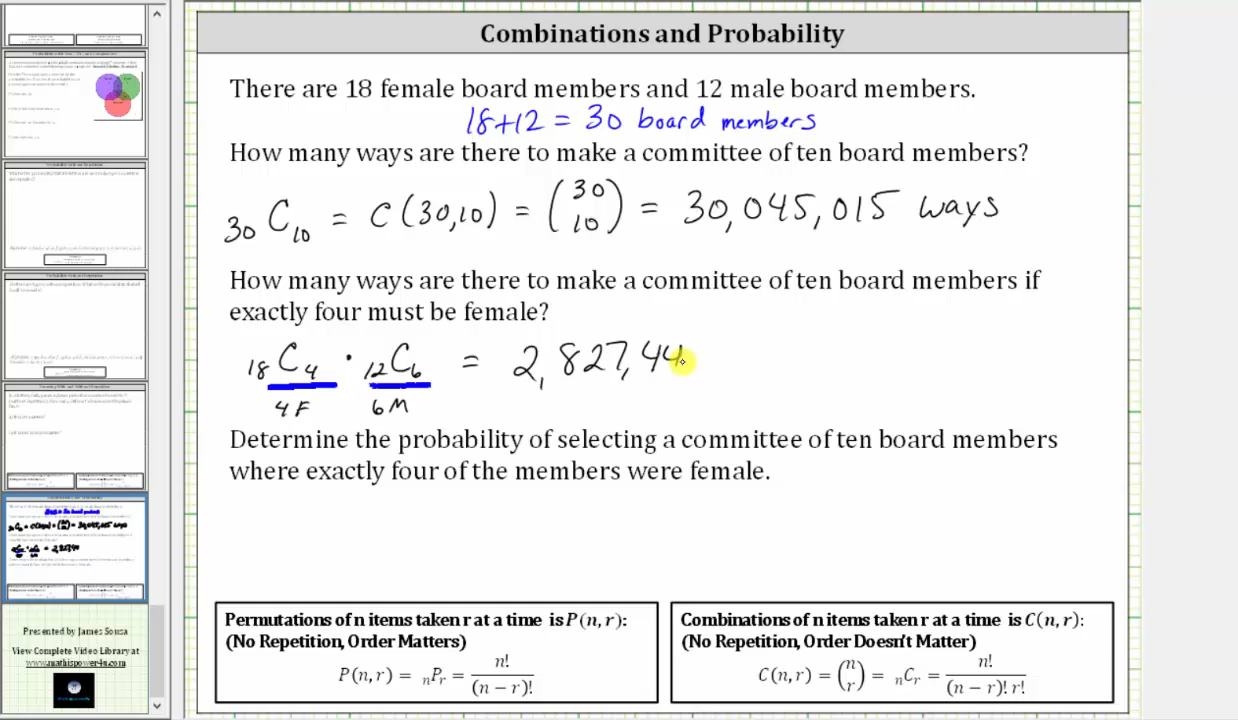 Combinations and Probability
There are 18 female board members and 12 male board members.
18+12 = 30 board members
How many ways are there to make a committee of ten board members?
30C10 = C(30,10) = (30 10) = 30,045,015 ways
How many ways are there to make a committee of ten board members if
exactly four must be female?
18C4 · 12C6 = 2,827,44
4F 6M
Determine the probability of selecting a committee of ten board members
where exactly four of the members were female.
Permutations of n items taken r at a time is P(n, r):
(No Repetition, Order Matters)
P(n, r) = nPr = n! / (n − r)!
Combinations of n items taken r at a time is C(n, r):
(No Repetition, Order Doesn't Matter)
C(n, r) = (n r) = nCr = n! / (n − r)! r!
Presented by James Sousa
View Complete Video Library at
www.mathispower4u.com